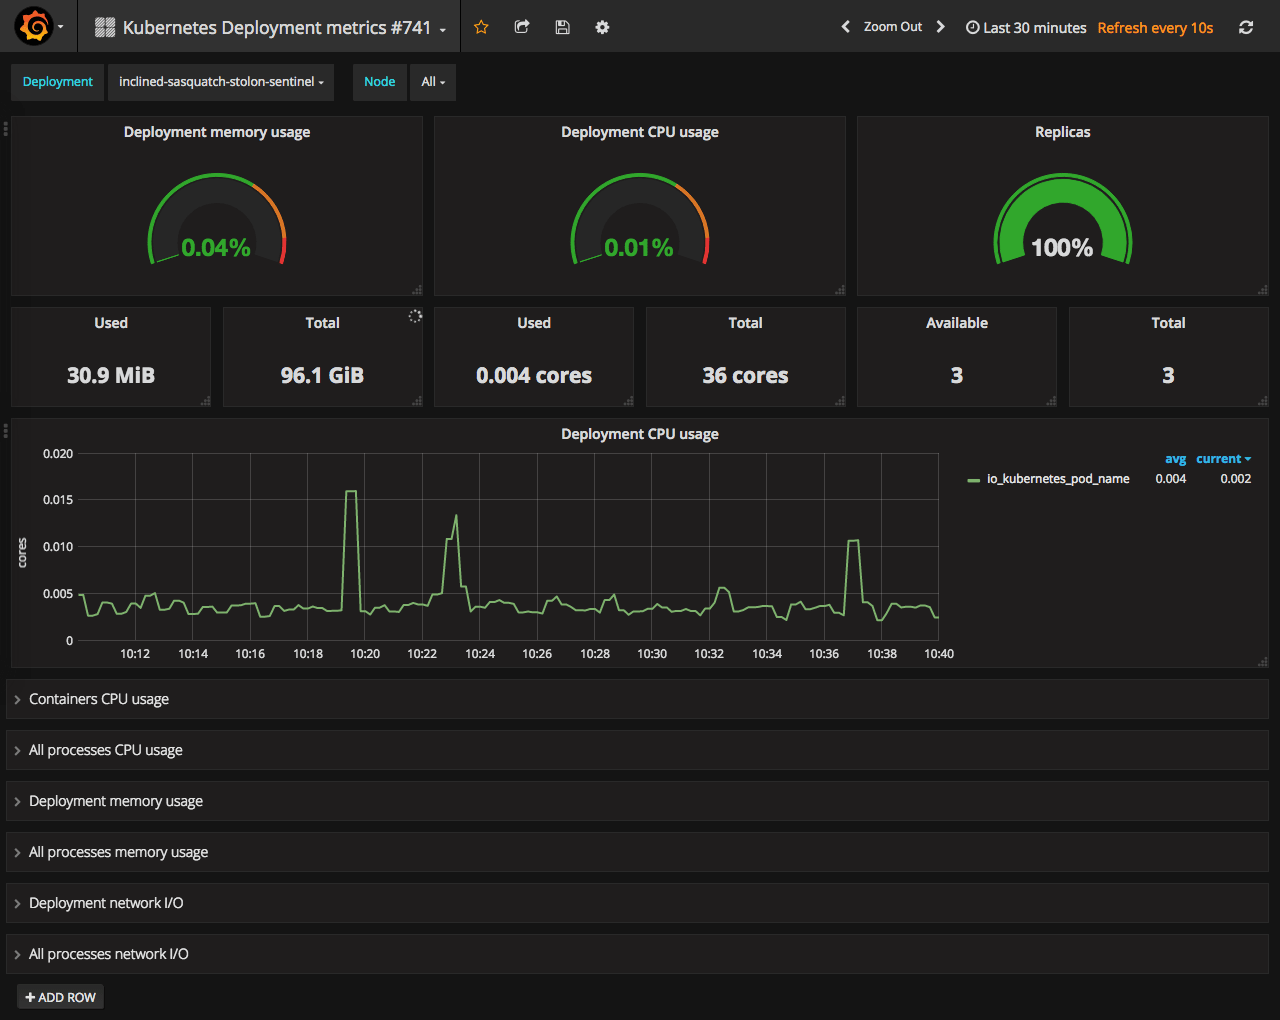 Kubernetes Deployment metrics #741
Zoom Out
Last 30 minutes
Refresh every 10s
Deployment
inclined-sasquatch-stolon-sentinel
Node
All
Deployment memory usage
0.04%
Deployment CPU usage
0.01%
Replicas
100%
Used
30.9 MiB
Total
96.1 GiB
Used
0.004 cores
Total
36 cores
Available
3
Total
3
Deployment CPU usage
cores
0.020
0.015
0.010
0.005
0
10:12
10:14
10:16
10:18
10:20
10:22
10:24
10:26
10:28
10:30
10:32
10:34
10:36
10:38
10:40
avg current
io_kubernetes_pod_name 0.004 0.002
Containers CPU usage
All processes CPU usage
Deployment memory usage
All processes memory usage
Deployment network I/O
All processes network I/O
+ ADD ROW